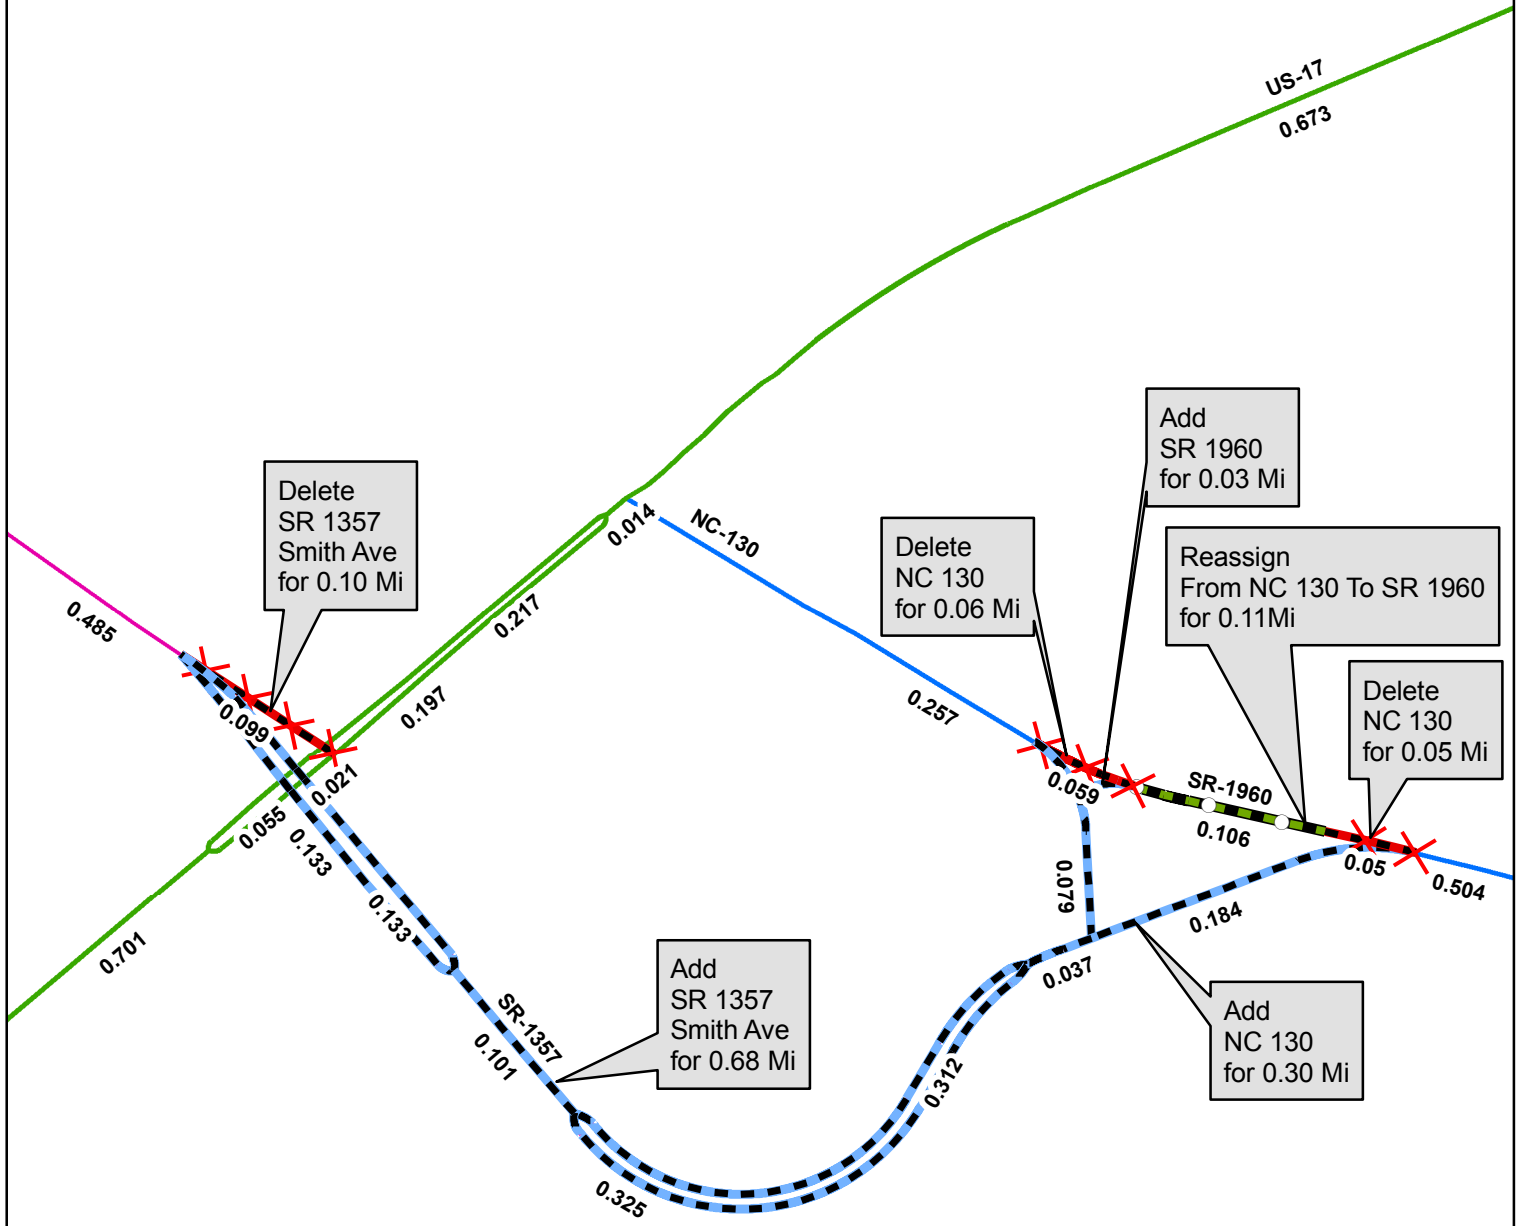 US-17
0.673
Add
SR 1960
for 0.03 Mi
Delete
SR 1357
Smith Ave
for 0.10 Mi
0.014
NC-130
Delete
NC 130
for 0.06 Mi
Reassign
From NC 130 To SR 1960
for 0.11Mi
0.485
0.217
Delete
NC 130
for 0.05 Mi
0.197
0.257
0.099
0.021
0.059
SR-1960
0.106
0.055
0.133
0.05
0.504
0.079
0.133
0.184
0.701
Add
SR 1357
Smith Ave
for 0.68 Mi
0.037
SR-1357
0.101
Add
NC 130
for 0.30 Mi
0.312
0.325